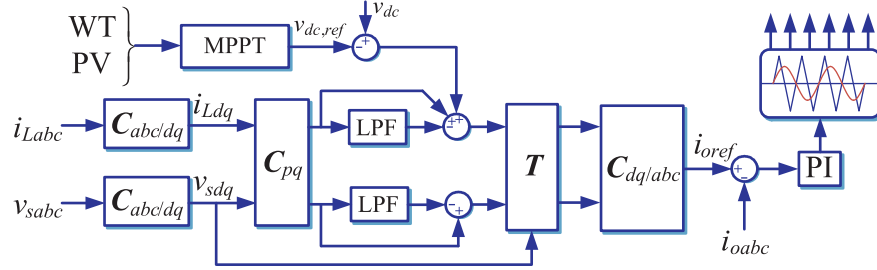 WT
PV
MPPT
v_dc,ref
v_dc
- +
i_Labc
C_abc/dq
i_Ldq
C_pq
LPF
- + +
T
C_dq/abc
i_oref
+ -
PI
v_sabc
C_abc/dq
v_sdq
LPF
- +
i_oabc